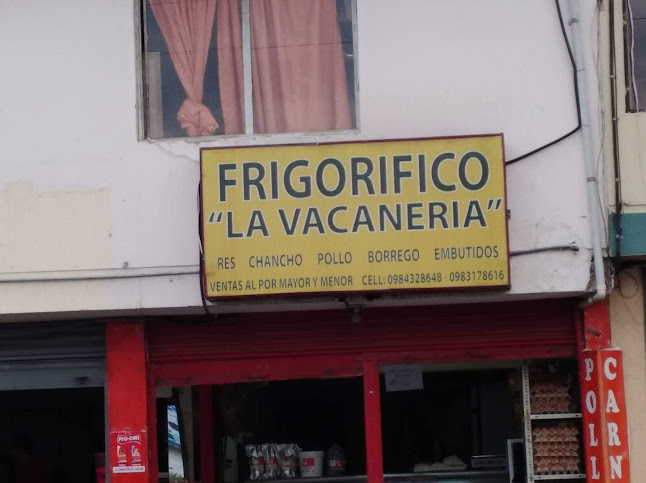 FRIGORIFICO
"LA VACANERIA"
RES CHANCHO POLLO BORREGO EMBUTIDOS
VENTAS AL POR MAYOR Y MENOR CELL: 0984328648 - 0983178616
POLL
CARN